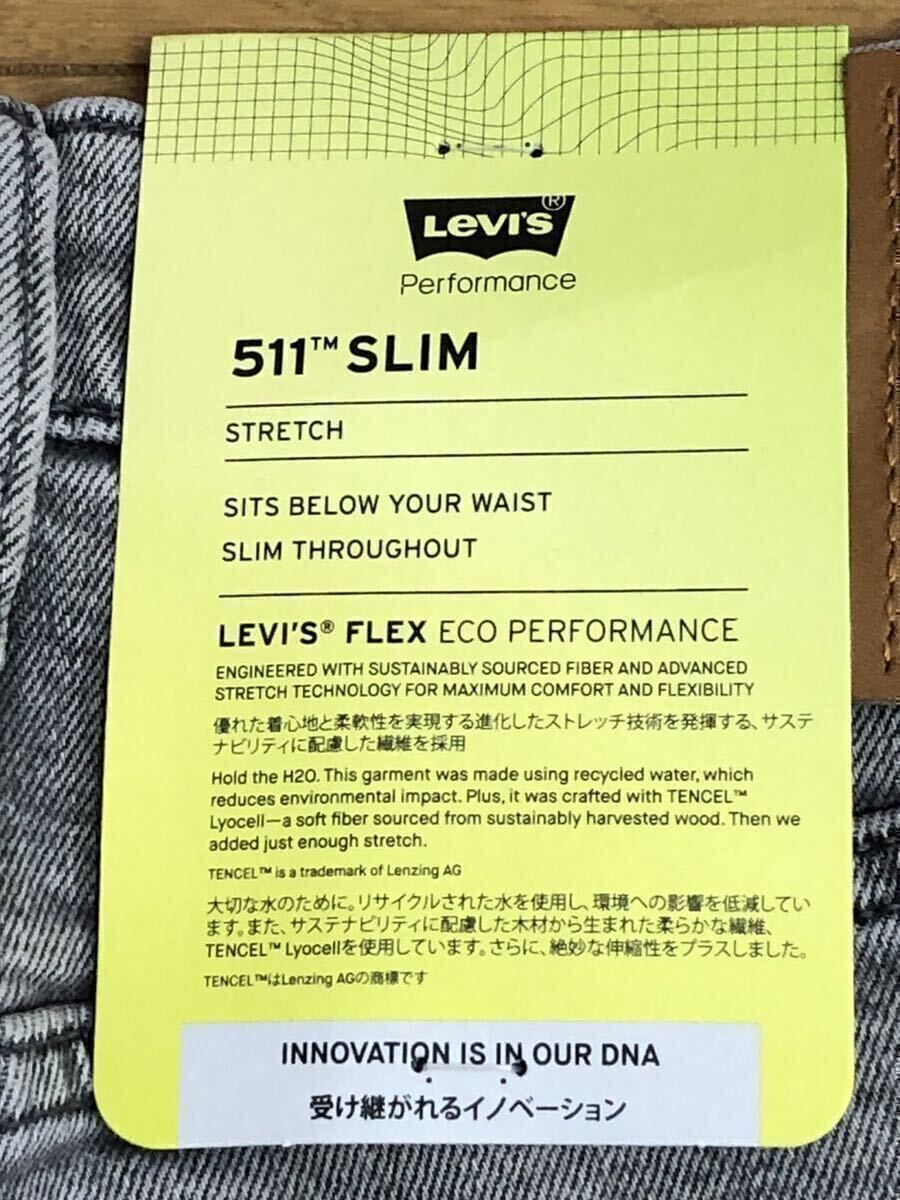 LEVI'S®
Performance
511™ SLIM
STRETCH
SITS BELOW YOUR WAIST
SLIM THROUGHOUT
LEVI'S® FLEX ECO PERFORMANCE
ENGINEERED WITH SUSTAINABLY SOURCED FIBER AND ADVANCED
STRETCH TECHNOLOGY FOR MAXIMUM COMFORT AND FLEXIBILITY
優れた着心地と柔軟性を実現する進化したストレッチ技術を発揮する、サステ
ナビリティに配慮した繊維を採用
Hold the H2O. This garment was made using recycled water, which
reduces environmental impact. Plus, it was crafted with TENCEL™
Lyocell—a soft fiber sourced from sustainably harvested wood. Then we
added just enough stretch.
TENCEL™ is a trademark of Lenzing AG
大切な水のために。リサイクルされた水を使用し、環境への影響を低減してい
ます。また、サステナビリティに配慮した木材から生まれた柔らかな繊維、
TENCEL™ Lyocellを使用しています。さらに、絶妙な伸縮性をプラスしました。
TENCEL™はLenzing AGの商標です
INNOVATION IS IN OUR DNA
受け継がれるイノベーション